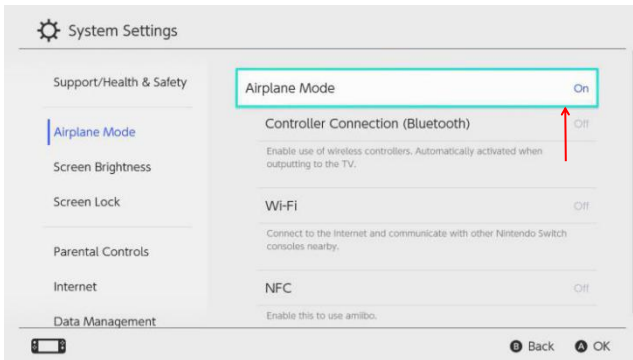 System Settings
Support/Health & Safety
Airplane Mode
Screen Brightness
Screen Lock
Parental Controls
Internet
Data Management
Airplane Mode On
Controller Connection (Bluetooth) Off
Enable use of wireless controllers. Automatically activated when
outputting to the TV.
Wi-Fi Off
Connect to the Internet and communicate with other Nintendo Switch
consoles nearby.
NFC Off
Enable this to use amiibo.
B Back A OK